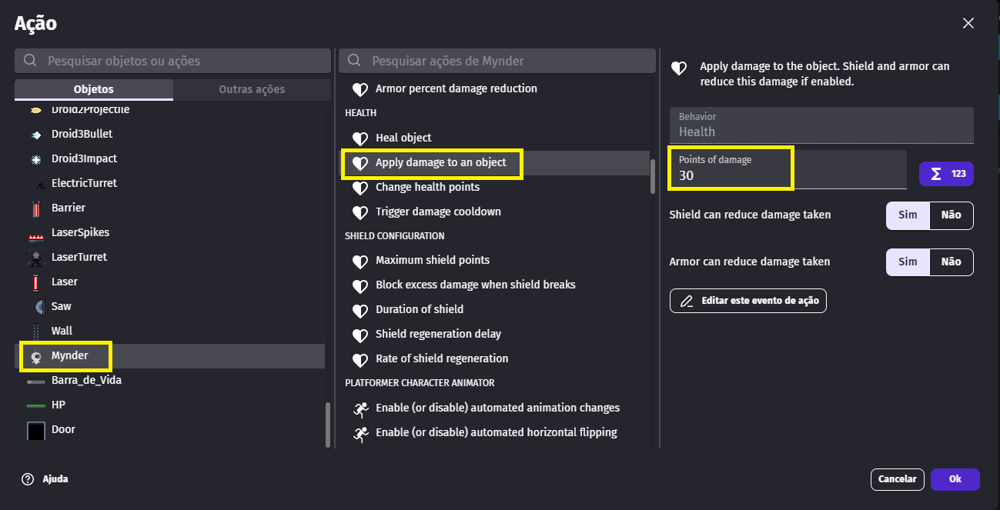 Ação
Pesquisar objetos ou ações
Objetos
Outras ações
Droid2Projectile
Droid3Bullet
Droid3Impact
ElectricTurret
Barrier
LaserSpikes
LaserTurret
Laser
Saw
Wall
Mynder
Barra_de_Vida
HP
Door
Pesquisar ações de Mynder
Armor percent damage reduction
HEALTH
Heal object
Apply damage to an object
Change health points
Trigger damage cooldown
SHIELD CONFIGURATION
Maximum shield points
Block excess damage when shield breaks
Duration of shield
Shield regeneration delay
Rate of shield regeneration
PLATFORMER CHARACTER ANIMATOR
Enable (or disable) automated animation changes
Enable (or disable) automated horizontal flipping
Apply damage to the object. Shield and armor can
reduce this damage if enabled.
Behavior
Health
Points of damage
30
Σ 123
Shield can reduce damage taken
Sim Não
Armor can reduce damage taken
Sim Não
Editar este evento de ação
Ajuda
Cancelar
Ok